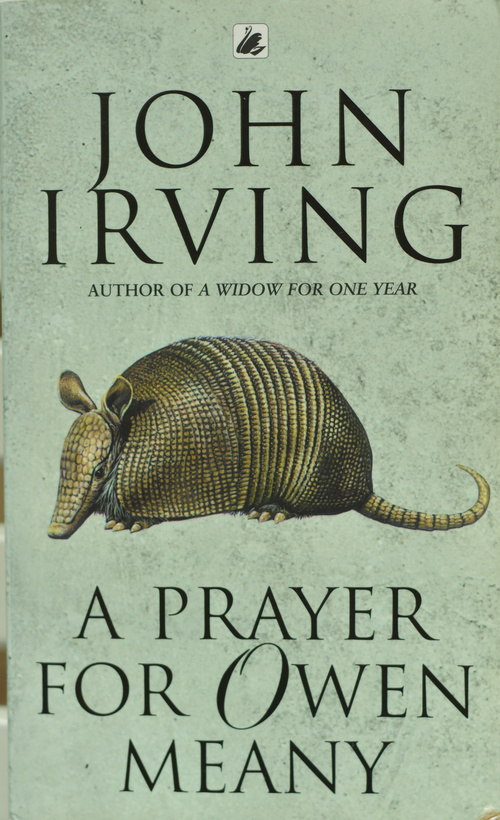 JOHN
IRVING
AUTHOR OF A WIDOW FOR ONE YEAR
A PRAYER
FOR OWEN
MEANY